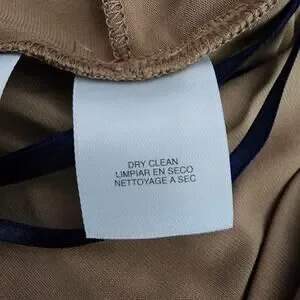 DRY CLEAN
LIMPIAR EN SECO
NETTOYAGE A SEC